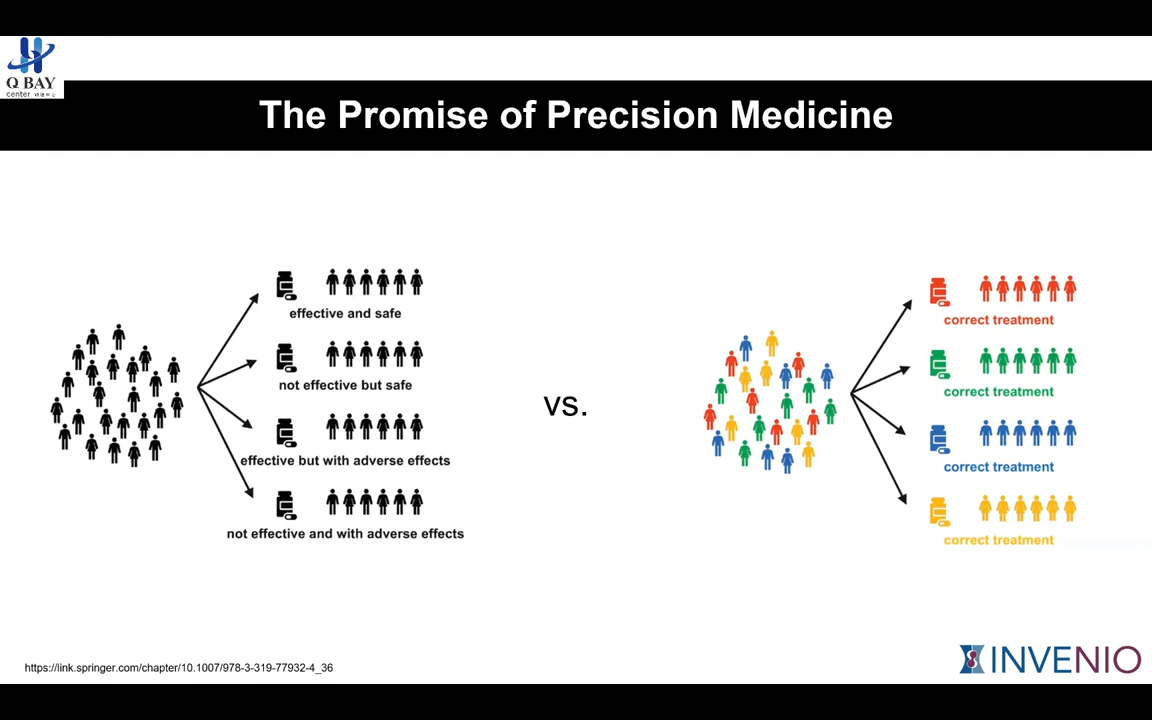 Q BAY
center
The Promise of Precision Medicine
effective and safe
not effective but safe
effective but with adverse effects
not effective and with adverse effects
vs.
correct treatment
correct treatment
correct treatment
correct treatment
https://link.springer.com/chapter/10.1007/978-3-319-77932-4_36
INVENIO